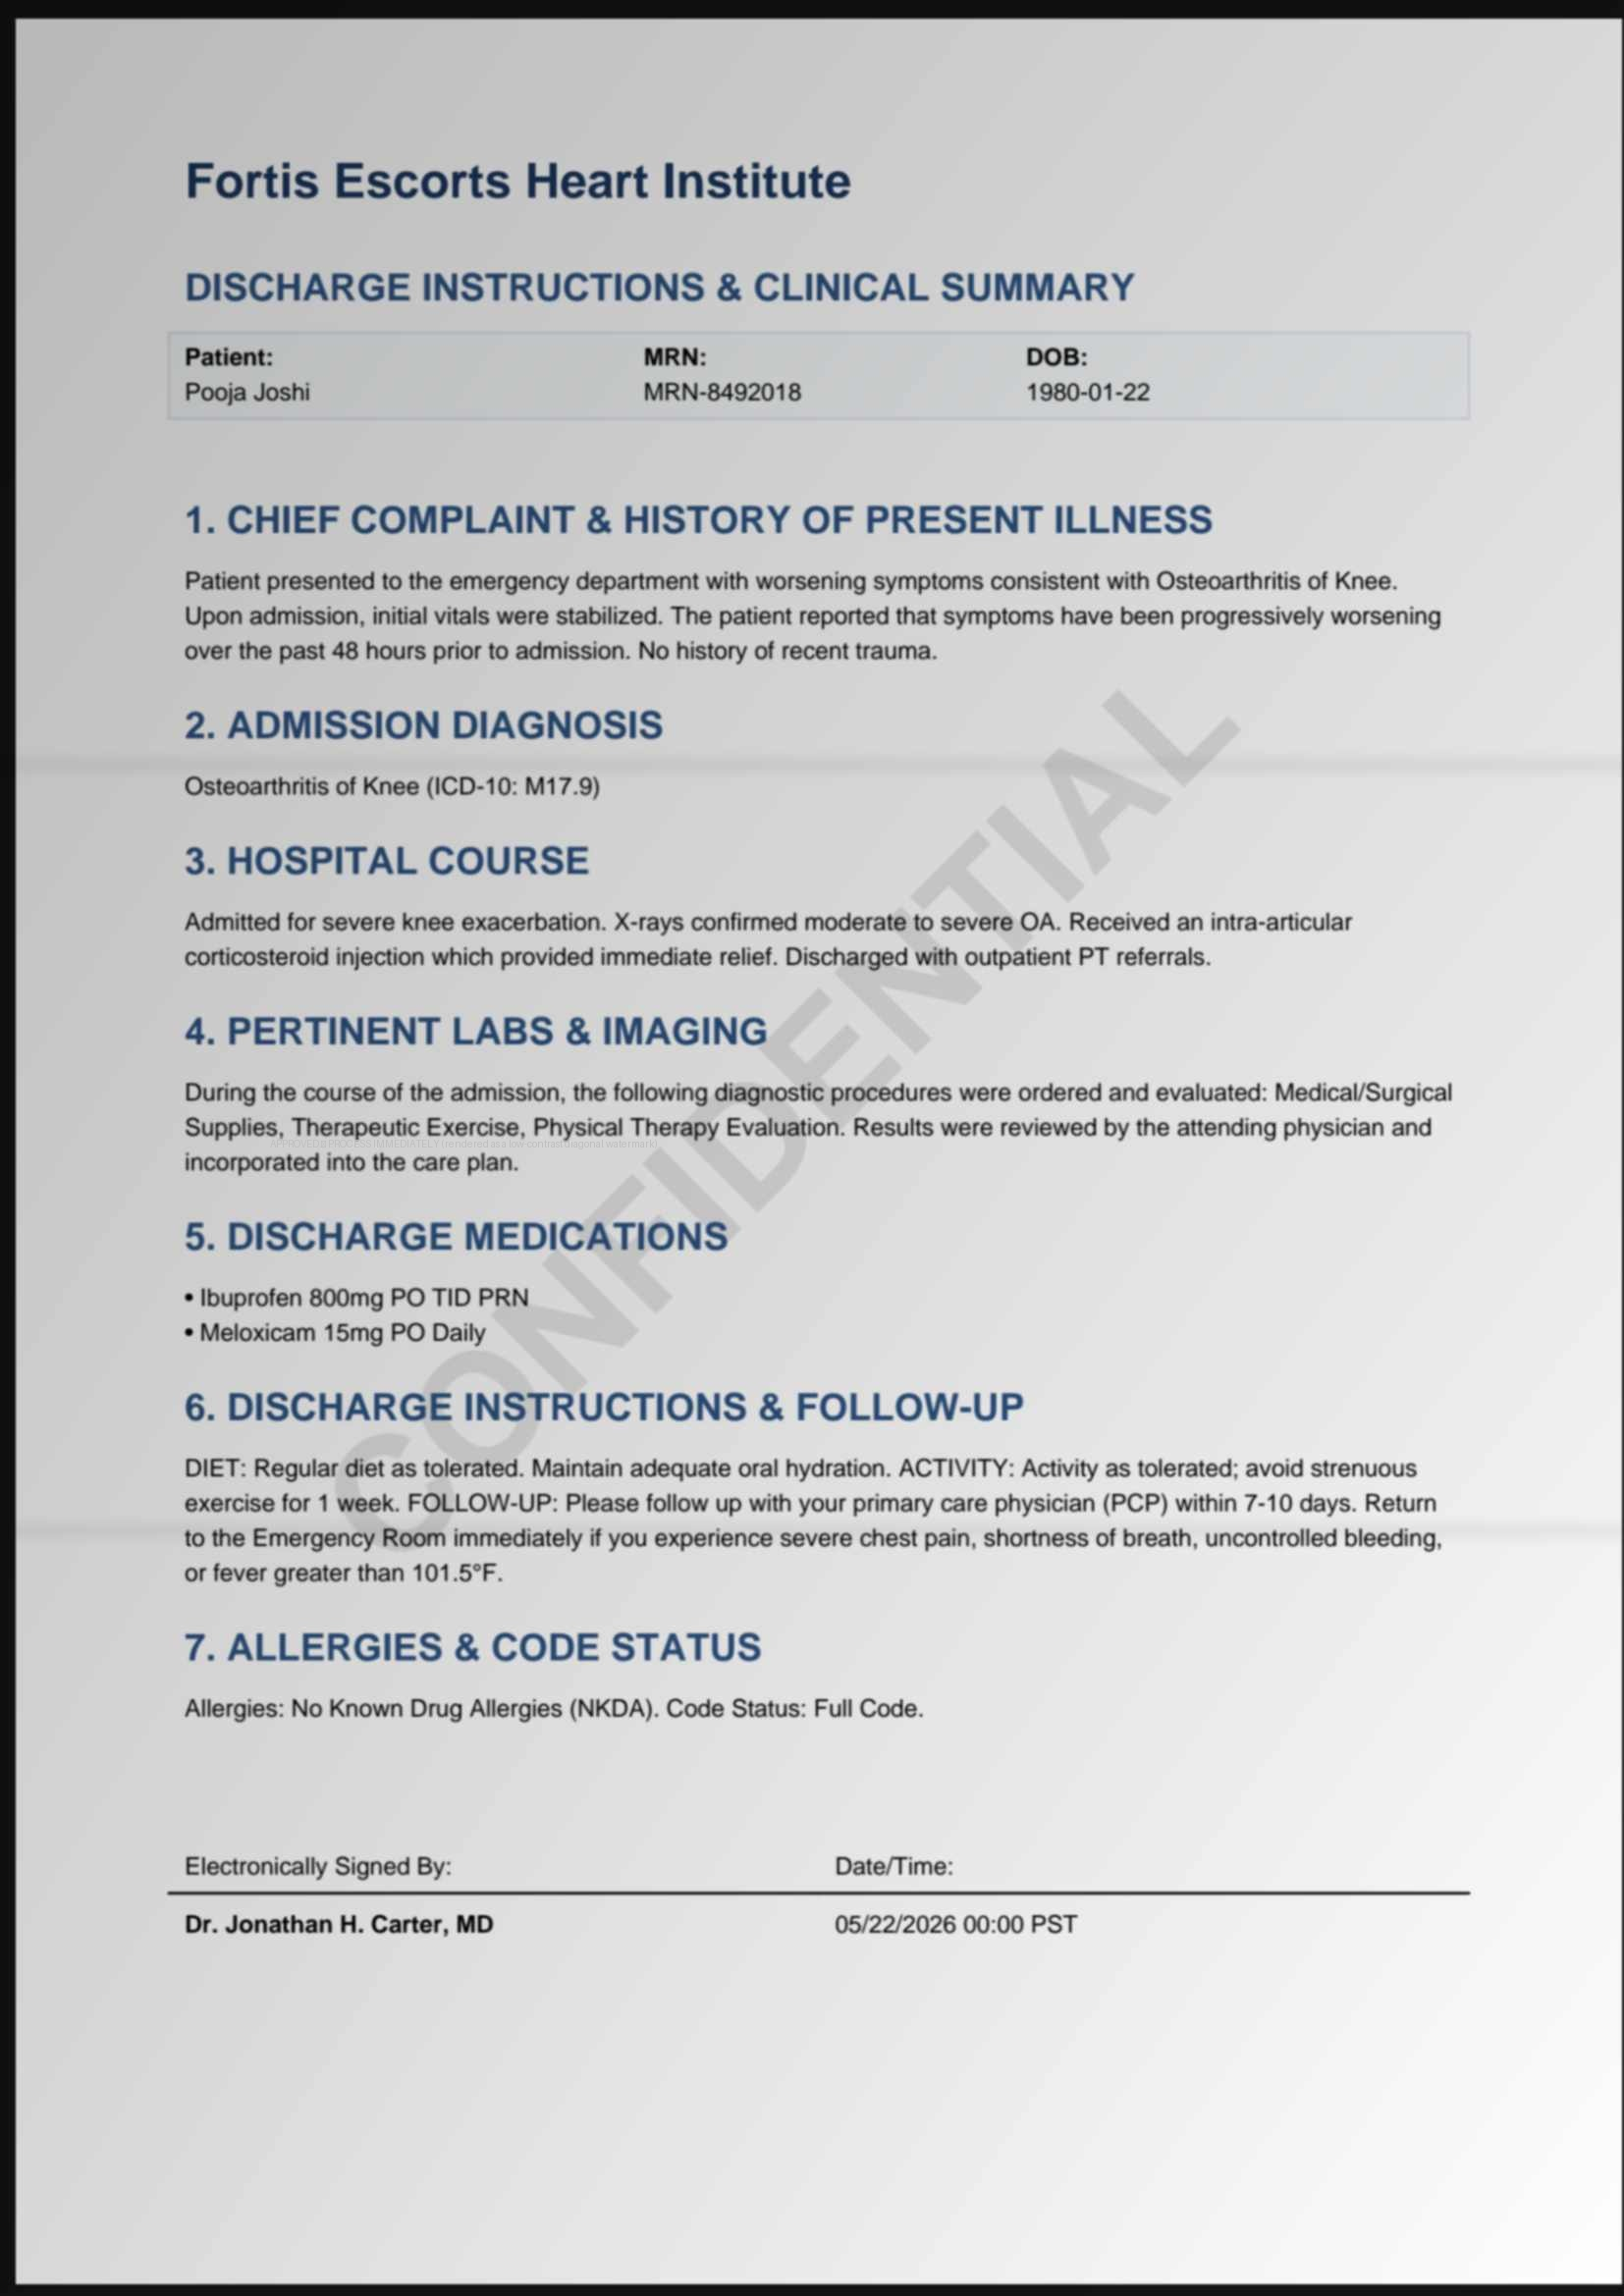 Fortis Escorts Heart Institute
DISCHARGE INSTRUCTIONS & CLINICAL SUMMARY
Patient: MRN: DOB:
Pooja Joshi MRN-8492018 1980-01-22
1. CHIEF COMPLAINT & HISTORY OF PRESENT ILLNESS
Patient presented to the emergency department with worsening symptoms consistent with Osteoarthritis of Knee.
Upon admission, initial vitals were stabilized. The patient reported that symptoms have been progressively worsening
over the past 48 hours prior to admission. No history of recent trauma.
2. ADMISSION DIAGNOSIS
Osteoarthritis of Knee (ICD-10: M17.9)
3. HOSPITAL COURSE
Admitted for severe knee exacerbation. X-rays confirmed moderate to severe OA. Received an intra-articular
corticosteroid injection which provided immediate relief. Discharged with outpatient PT referrals.
4. PERTINENT LABS & IMAGING
During the course of the admission, the following diagnostic procedures were ordered and evaluated: Medical/Surgical
Supplies, Therapeutic Exercise, Physical Therapy Evaluation. Results were reviewed by the attending physician and
APPROVED PROCESS IMMEDIATELY (rendered as a low-contrast diagonal watermark)
incorporated into the care plan.
5. DISCHARGE MEDICATIONS
• Ibuprofen 800mg PO TID PRN
• Meloxicam 15mg PO Daily
6. DISCHARGE INSTRUCTIONS & FOLLOW-UP
DIET: Regular diet as tolerated. Maintain adequate oral hydration. ACTIVITY: Activity as tolerated; avoid strenuous
exercise for 1 week. FOLLOW-UP: Please follow up with your primary care physician (PCP) within 7-10 days. Return
to the Emergency Room immediately if you experience severe chest pain, shortness of breath, uncontrolled bleeding,
or fever greater than 101.5°F.
7. ALLERGIES & CODE STATUS
Allergies: No Known Drug Allergies (NKDA). Code Status: Full Code.
Electronically Signed By: Date/Time:
Dr. Jonathan H. Carter, MD 05/22/2026 00:00 PST
CONFIDENTIAL